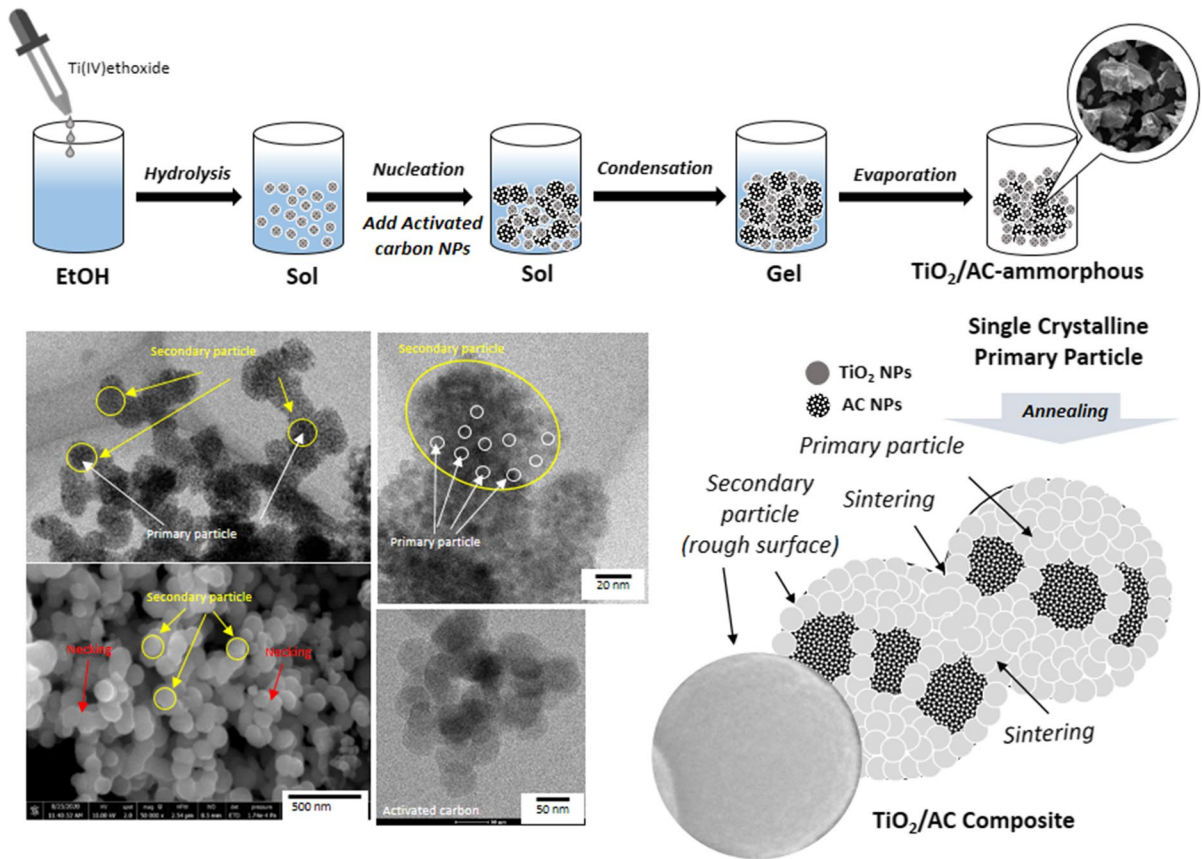 Ti(IV)ethoxide
Hydrolysis
Nucleation
Add Activated
carbon NPs
Condensation
Evaporation
EtOH
Sol
Sol
Gel
TiO₂/AC-ammorphous
Single Crystalline
Primary Particle
TiO₂ NPs
AC NPs
Annealing
Primary particle
Sintering
Secondary
particle
(rough surface)
Sintering
TiO₂/AC Composite
Secondary particle
Primary particle
Secondary particle
Primary particle
20 nm
Secondary particle
Necking
Necking
500 nm
Activated carbon
50 nm